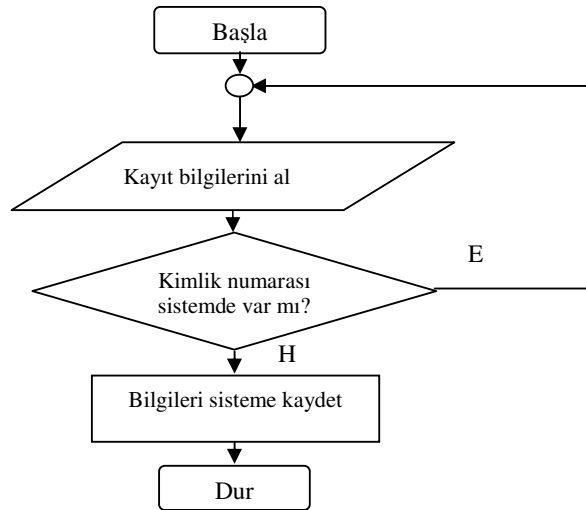 Başla
Kayıt bilgilerini al
E
Kimlik numarası
sistemde var mı?
H
Bilgileri sisteme kaydet
Dur